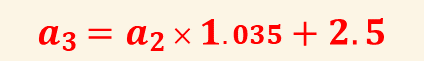 a₃ = a₂ × 1.035 + 2.5